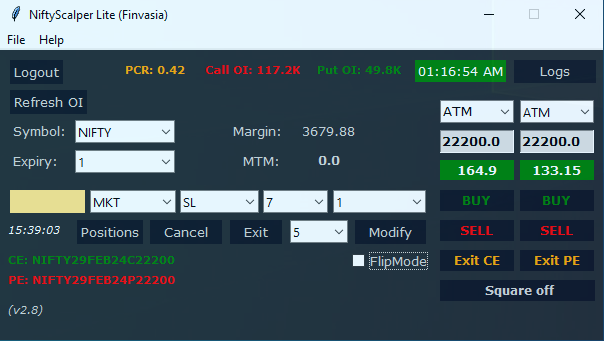 NiftyScalper Lite (Finvasia)
File Help
Logout PCR: 0.42 Call OI: 117.2K Put OI: 49.8K 01:16:54 AM Logs
Refresh OI
ATM ATM
Symbol: NIFTY Margin: 3679.88
22200.0 22200.0
Expiry: 1 MTM: 0.0
164.9 133.15
MKT SL 7 1 BUY BUY
15:39:03 Positions Cancel Exit 5 Modify SELL SELL
CE: NIFTY29FEB24C22200 FlipMode Exit CE Exit PE
PE: NIFTY29FEB24P22200
Square off
(v2.8)